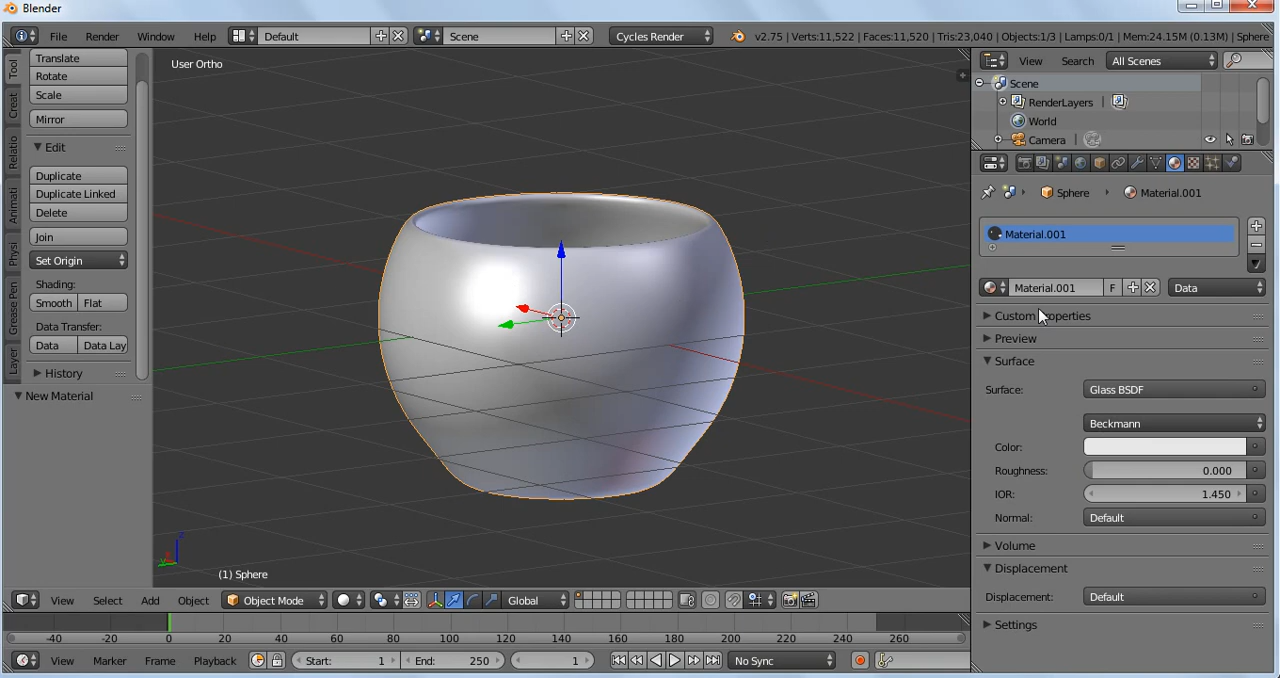 Blender
File Render Window Help Default Scene Cycles Render v2.75 | Verts:11,522 | Faces:11,520 | Tris:23,040 | Objects:1/3 | Lamps:0/1 | Mem:24.15M (0.13M) | Sphere
Tool
Creat
Relatio
Animati
Physi
Grease Pen
Layer
Translate
Rotate
Scale
Mirror
Edit
Duplicate
Duplicate Linked
Delete
Join
Set Origin
Shading:
Smooth Flat
Data Transfer:
Data Data Lay
History
New Material
User Ortho
(1) Sphere
View Search All Scenes
Scene
RenderLayers
World
Camera
Sphere Material.001
Material.001
Material.001 F Data
Custom Properties
Preview
Surface
Surface: Glass BSDF
Beckmann
Color:
Roughness: 0.000
IOR: 1.450
Normal: Default
Volume
Displacement
Displacement: Default
Settings
View Select Add Object Object Mode Global
-40 -20 0 20 40 60 80 100 120 140 160 180 200 220 240 260
View Marker Frame Playback Start: 1 End: 250 1 No Sync